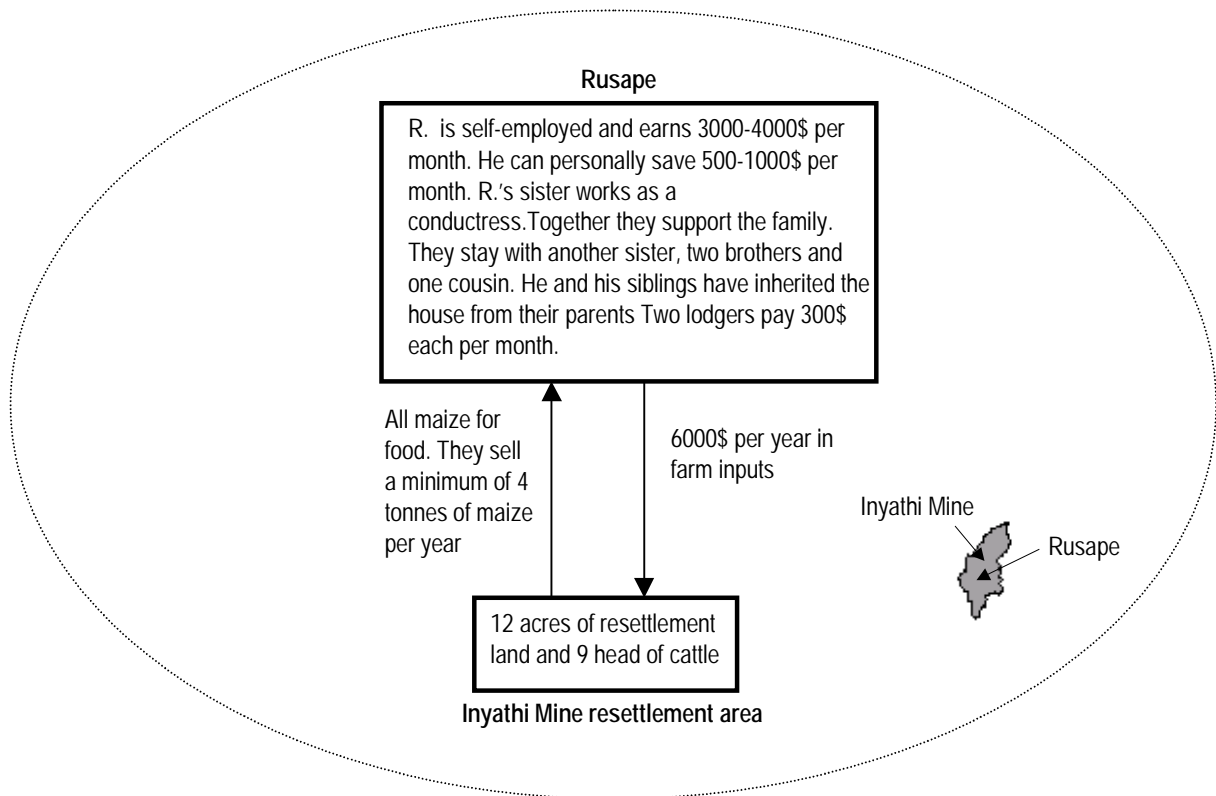 Rusape
R. is self-employed and earns 3000-4000$ per
month. He can personally save 500-1000$ per
month. R.'s sister works as a
conductress.Together they support the family.
They stay with another sister, two brothers and
one cousin. He and his siblings have inherited the
house from their parents Two lodgers pay 300$
each per month.
All maize for
food. They sell
a minimum of 4
tonnes of maize
per year
6000$ per year in
farm inputs
Inyathi Mine
Rusape
12 acres of resettlement
land and 9 head of cattle
Inyathi Mine resettlement area